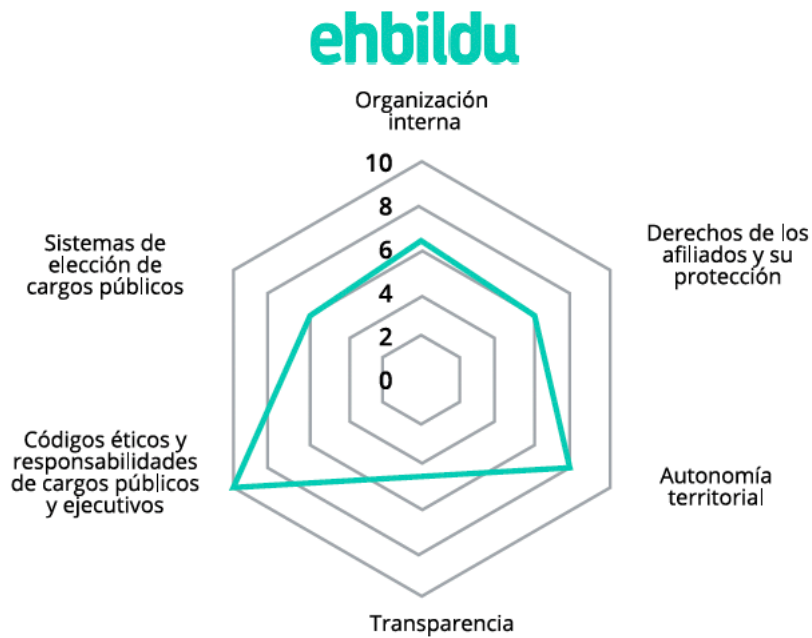 ehbildu
Organización
interna
10
8
6
4
2
0
Derechos de los
afiliados y su
protección
Autonomía
territorial
Transparencia
Códigos éticos y
responsabilidades
de cargos públicos
y ejecutivos
Sistemas de
elección de
cargos públicos